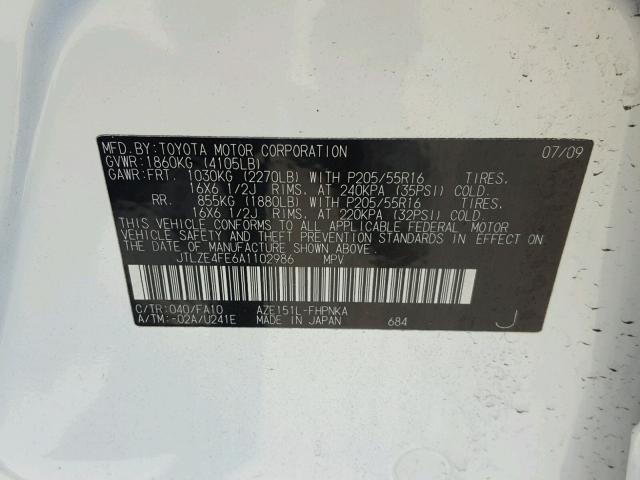 MFD.BY:TOYOTA MOTOR CORPORATION 07/09
GVWR:1860KG (4105LB)
GAWR:FRT. 1030KG (2270LB) WITH P205/55R16 TIRES.
16X6 1/2J RIMS. AT 240KPA (35PSI) COLD.
RR. 855KG (1880LB) WITH P205/55R16 TIRES.
16X6 1/2J RIMS. AT 220KPA (32PSI) COLD.
THIS VEHICLE CONFORMS TO ALL APPLICABLE FEDERAL MOTOR
VEHICLE SAFETY AND THEFT PREVENTION STANDARDS IN EFFECT ON
THE DATE OF MANUFACTURE SHOWN ABOVE.
JTLZE4FE6A1102986 MPV
C/TR:040/FA10 AZE151L-FHPNKA
A/TM:-02A/U241E MADE IN JAPAN 684 J